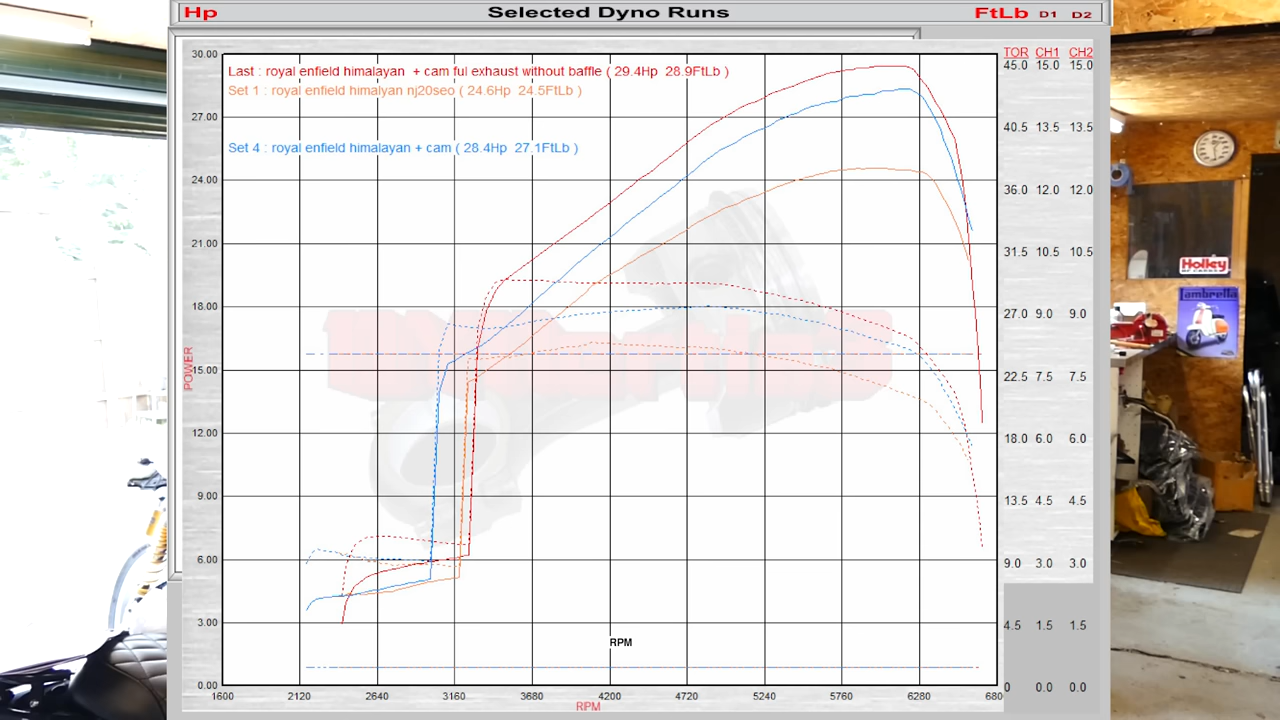 Hp Selected Dyno Runs FtLb D1 D2
TOR CH1 CH2
30.00 45.0 15.0 15.0
Last : royal enfield himalayan + cam ful exhaust without baffle ( 29.4Hp 28.9FtLb )
Set 1 : royal enfield himalyan nj20seo ( 24.6Hp 24.5FtLb )
27.00 40.5 13.5 13.5
Set 4 : royal enfield himalayan + cam ( 28.4Hp 27.1FtLb )
24.00 36.0 12.0 12.0
21.00 31.5 10.5 10.5
Holley
lambretta
18.00 27.0 9.0 9.0
POWER
15.00 22.5 7.5 7.5
12.00 18.0 6.0 6.0
9.00 13.5 4.5 4.5
6.00 9.0 3.0 3.0
3.00 4.5 1.5 1.5
RPM
0.00 0 0.0 0.0
1600 2120 2640 3160 3680 4200 4720 5240 5760 6280 680
RPM